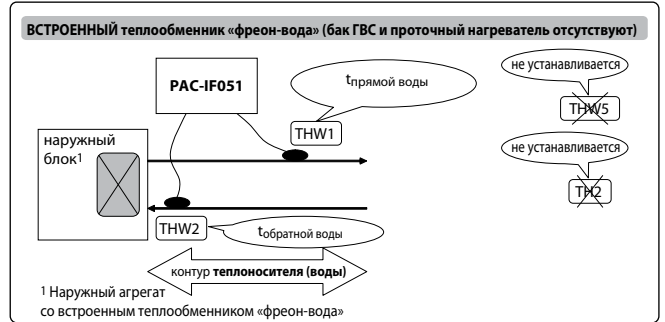 ВСТРОЕННЫЙ теплообменник «фреон-вода» (бак ГВС и проточный нагреватель отсутствуют)
PAC-IF051
tпрямой воды
не устанавливается
THW5
THW1
наружный
блок1
не устанавливается
TH2
THW2
tобратной воды
контур теплоносителя (воды)
1 Наружный агрегат
со встроенным теплообменником «фреон-вода»